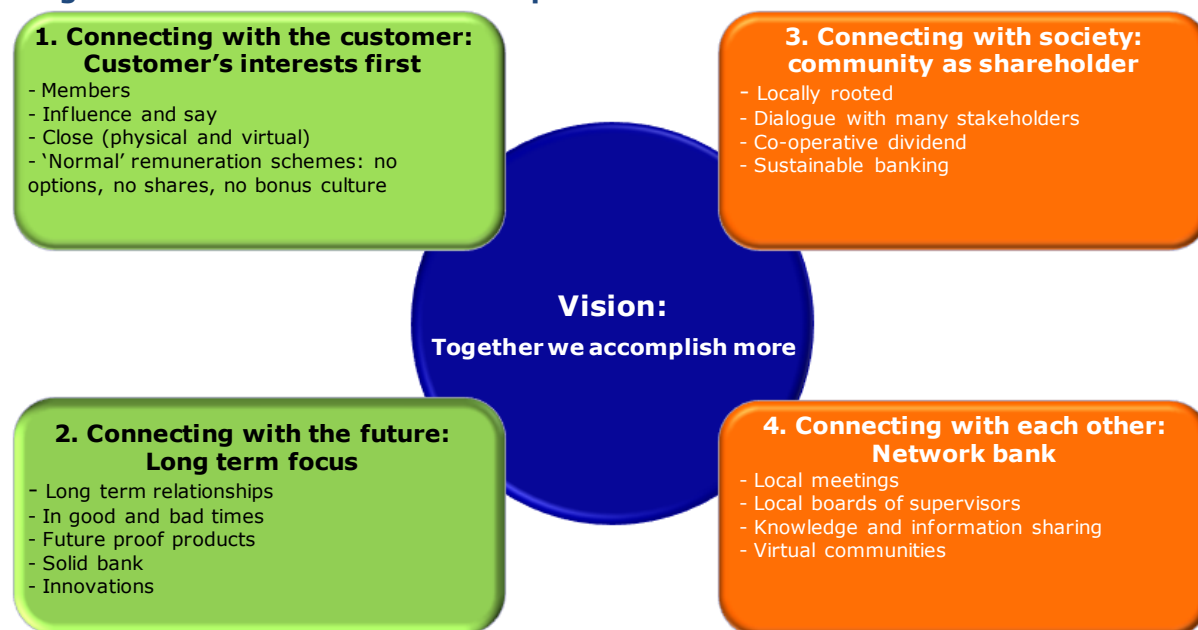 1. Connecting with the customer:
Customer’s interests first
- Members
- Influence and say
- Close (physical and virtual)
- ‘Normal’ remuneration schemes: no
options, no shares, no bonus culture
3. Connecting with society:
community as shareholder
- Locally rooted
- Dialogue with many stakeholders
- Co-operative dividend
- Sustainable banking
Vision:
Together we accomplish more
2. Connecting with the future:
Long term focus
- Long term relationships
- In good and bad times
- Future proof products
- Solid bank
- Innovations
4. Connecting with each other:
Network bank
- Local meetings
- Local boards of supervisors
- Knowledge and information sharing
- Virtual communities